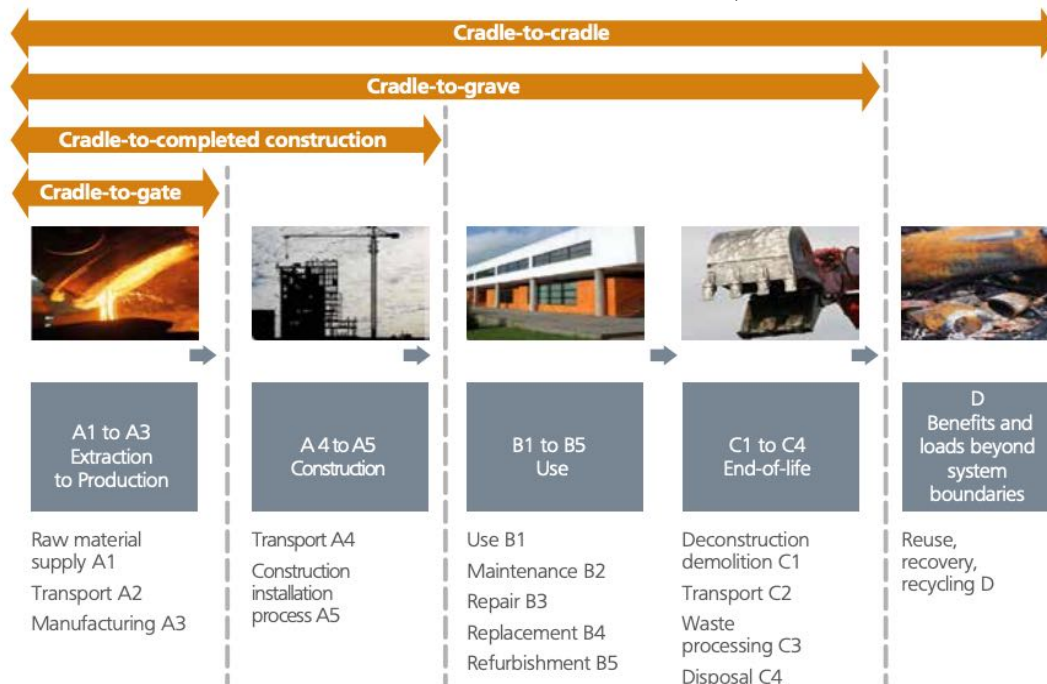 Cradle-to-cradle
Cradle-to-grave
Cradle-to-completed construction
Cradle-to-gate
A1 to A3
Extraction
to Production
A 4 to A5
Construction
B1 to B5
Use
C1 to C4
End-of-life
D
Benefits and
loads beyond
system
boundaries
Raw material
supply A1
Transport A2
Manufacturing A3
Transport A4
Construction
installation
process A5
Use B1
Maintenance B2
Repair B3
Replacement B4
Refurbishment B5
Deconstruction
demolition C1
Transport C2
Waste
processing C3
Disposal C4
Reuse,
recovery,
recycling D